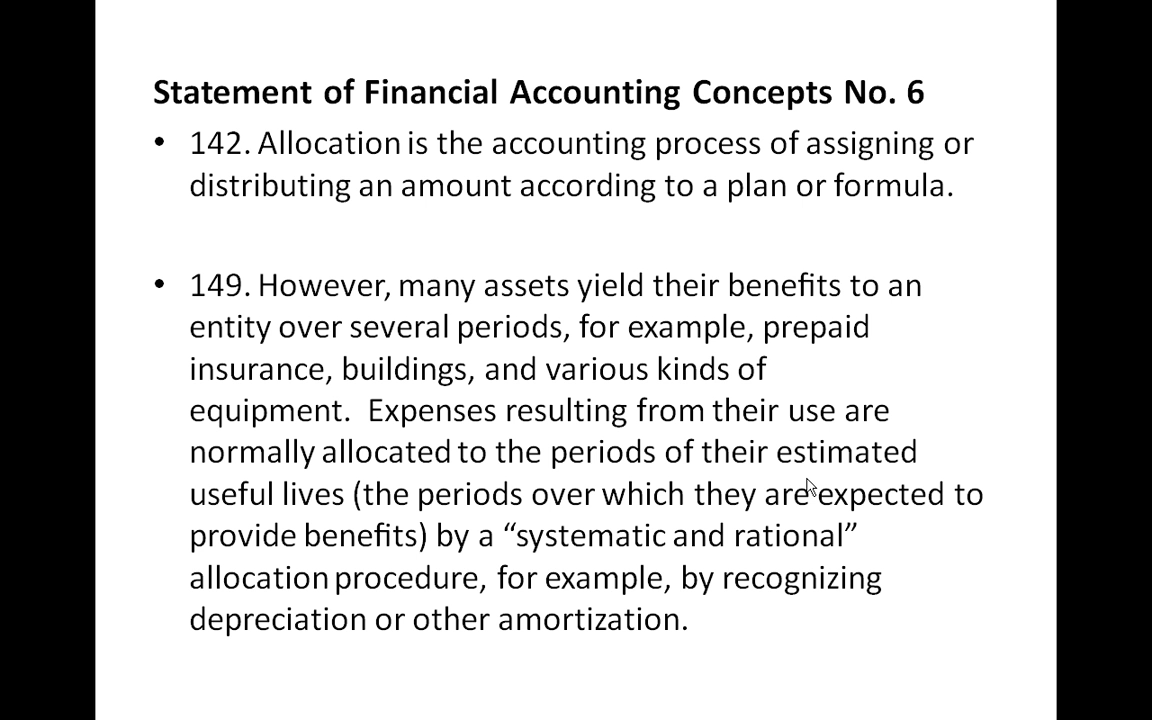 Statement of Financial Accounting Concepts No. 6
• 142. Allocation is the accounting process of assigning or
distributing an amount according to a plan or formula.
• 149. However, many assets yield their benefits to an
entity over several periods, for example, prepaid
insurance, buildings, and various kinds of
equipment.  Expenses resulting from their use are
normally allocated to the periods of their estimated
useful lives (the periods over which they are expected to
provide benefits) by a “systematic and rational”
allocation procedure, for example, by recognizing
depreciation or other amortization.